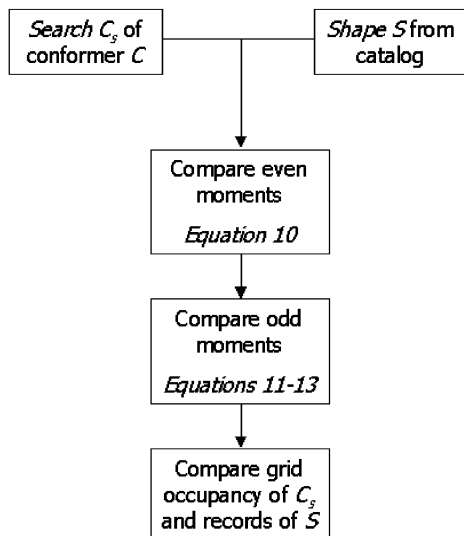 Search Cs of
conformer C
Shape S from
catalog
Compare even
moments
Equation 10
Compare odd
moments
Equations 11-13
Compare grid
occupancy of Cs
and records of S